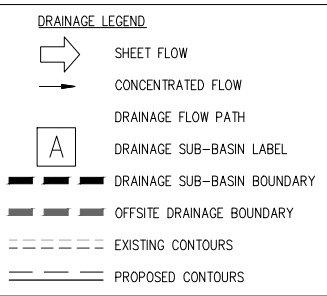 DRAINAGE LEGEND
SHEET FLOW
CONCENTRATED FLOW
DRAINAGE FLOW PATH
A DRAINAGE SUB-BASIN LABEL
DRAINAGE SUB-BASIN BOUNDARY
OFFSITE DRAINAGE BOUNDARY
EXISTING CONTOURS
PROPOSED CONTOURS